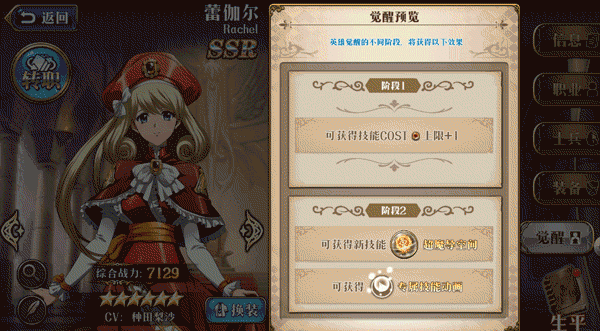 返回
蕾伽尔
Rachel
SSR
转职
觉醒预览
英雄觉醒的不同阶段，将获得以下效果
阶段1
可获得技能COST上限+1
阶段2
可获得新技能 超魔导空间
可获得 专属技能动画
综合战力: 7129
CV: 种田梨沙
换装
信息
职业
士兵
装备
觉醒
生平